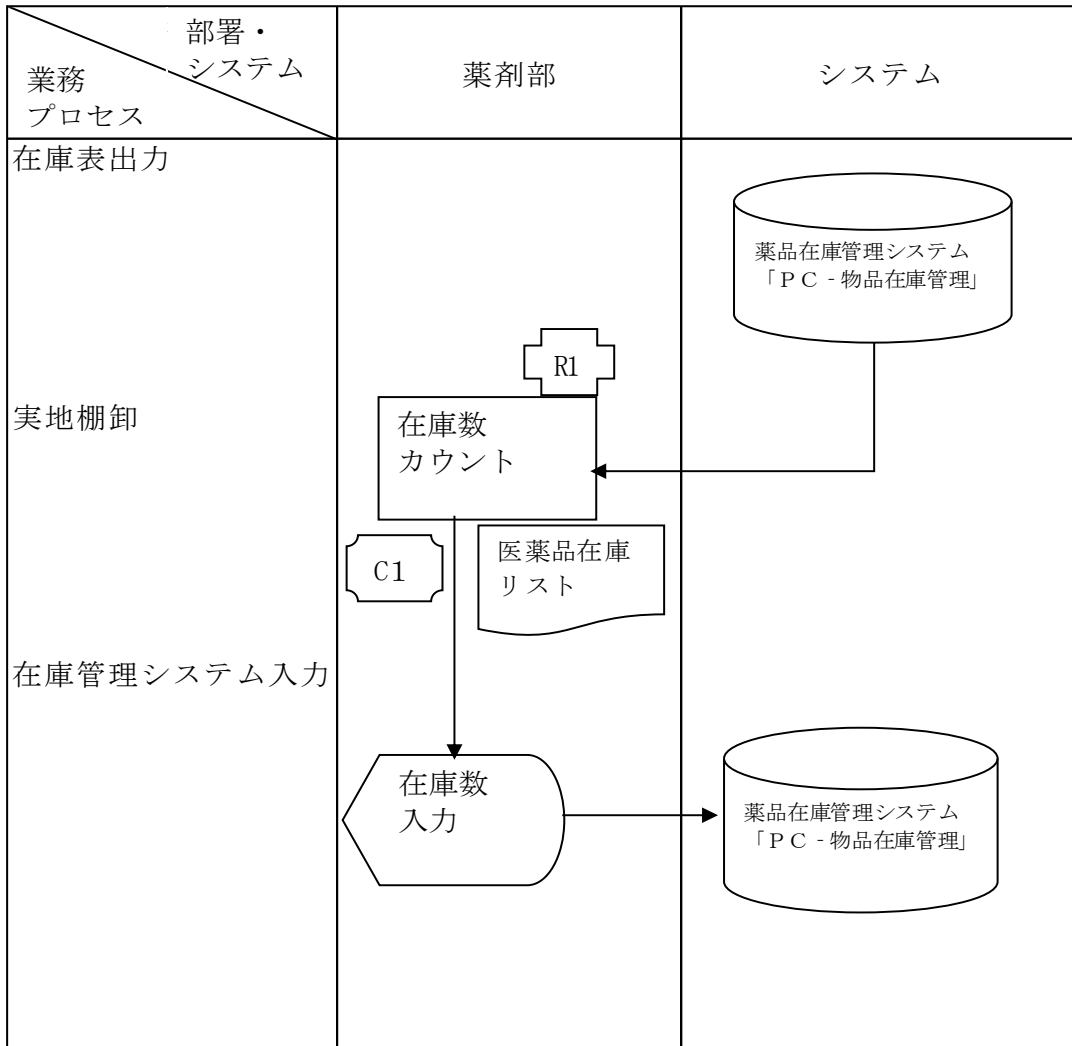 部署・
システム
業務
プロセス
薬剤部
システム
在庫表出力
薬品在庫管理システム
「ＰＣ‐物品在庫管理」
R1
実地棚卸
在庫数
カウント
C1
医薬品在庫
リスト
在庫管理システム入力
在庫数
入力
薬品在庫管理システム
「ＰＣ‐物品在庫管理」